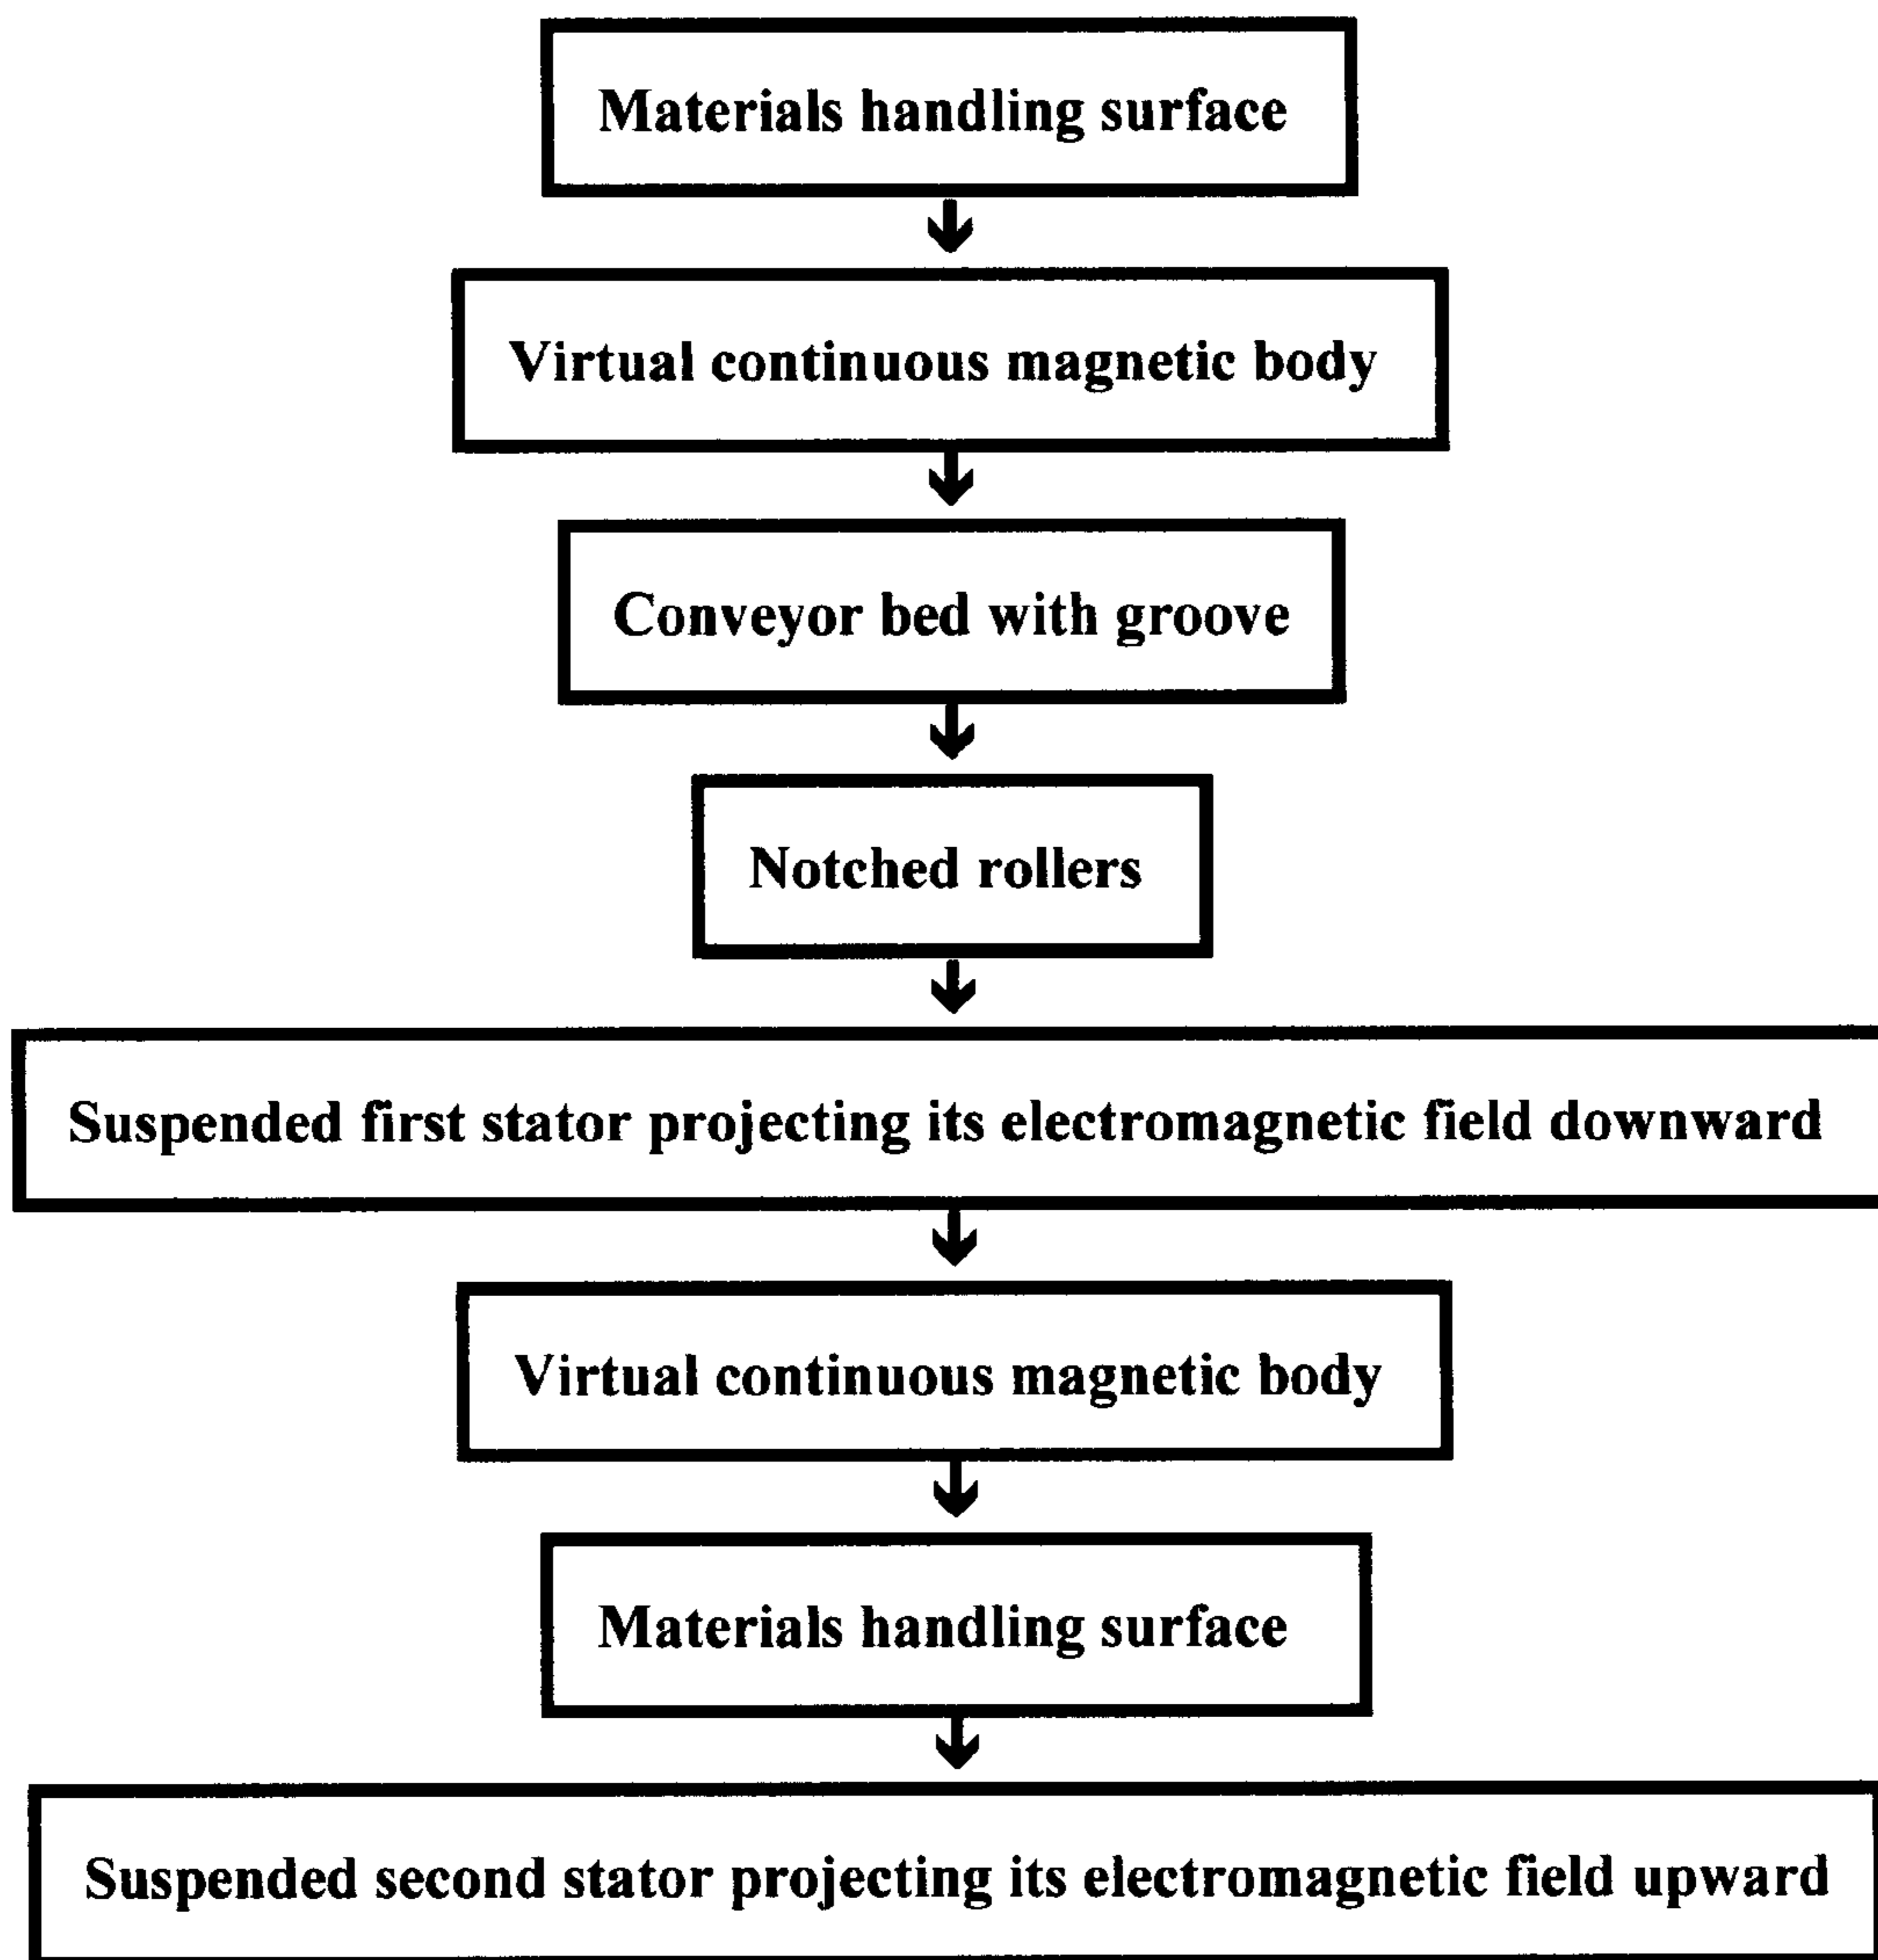 Materials handling surface
Virtual continuous magnetic body
Conveyor bed with groove
Notched rollers
Suspended first stator projecting its electromagnetic field downward
Virtual continuous magnetic body
Materials handling surface
Suspended second stator projecting its electromagnetic field upward